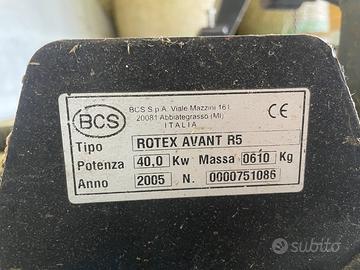 BCS
BCS S.p.A. Viale Mazzini 161
20081 Abbiategrasso (MI)
ITALIA
CE
Tipo ROTEX AVANT R5
Potenza 40,0 Kw Massa 0610 Kg
Anno 2005 N. 0000751086
subito